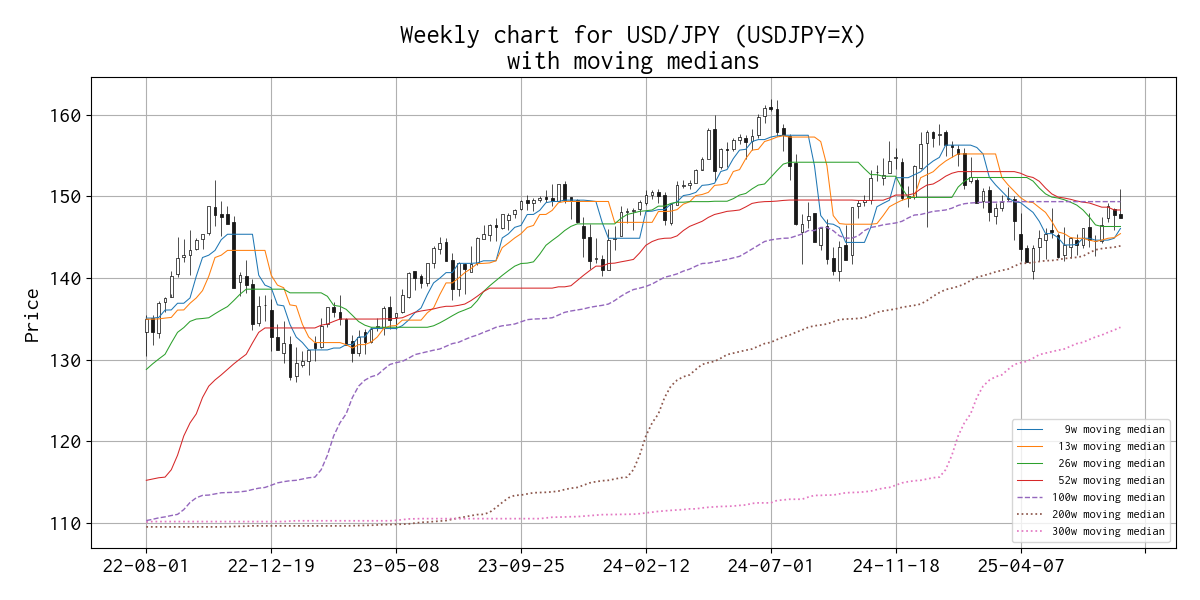 Weekly chart for USD/JPY (USDJPY=X)
with moving medians
Price
160
150
140
130
120
110
22-08-01
22-12-19
23-05-08
23-09-25
24-02-12
24-07-01
24-11-18
25-04-07
9w moving median
13w moving median
26w moving median
52w moving median
100w moving median
200w moving median
300w moving median